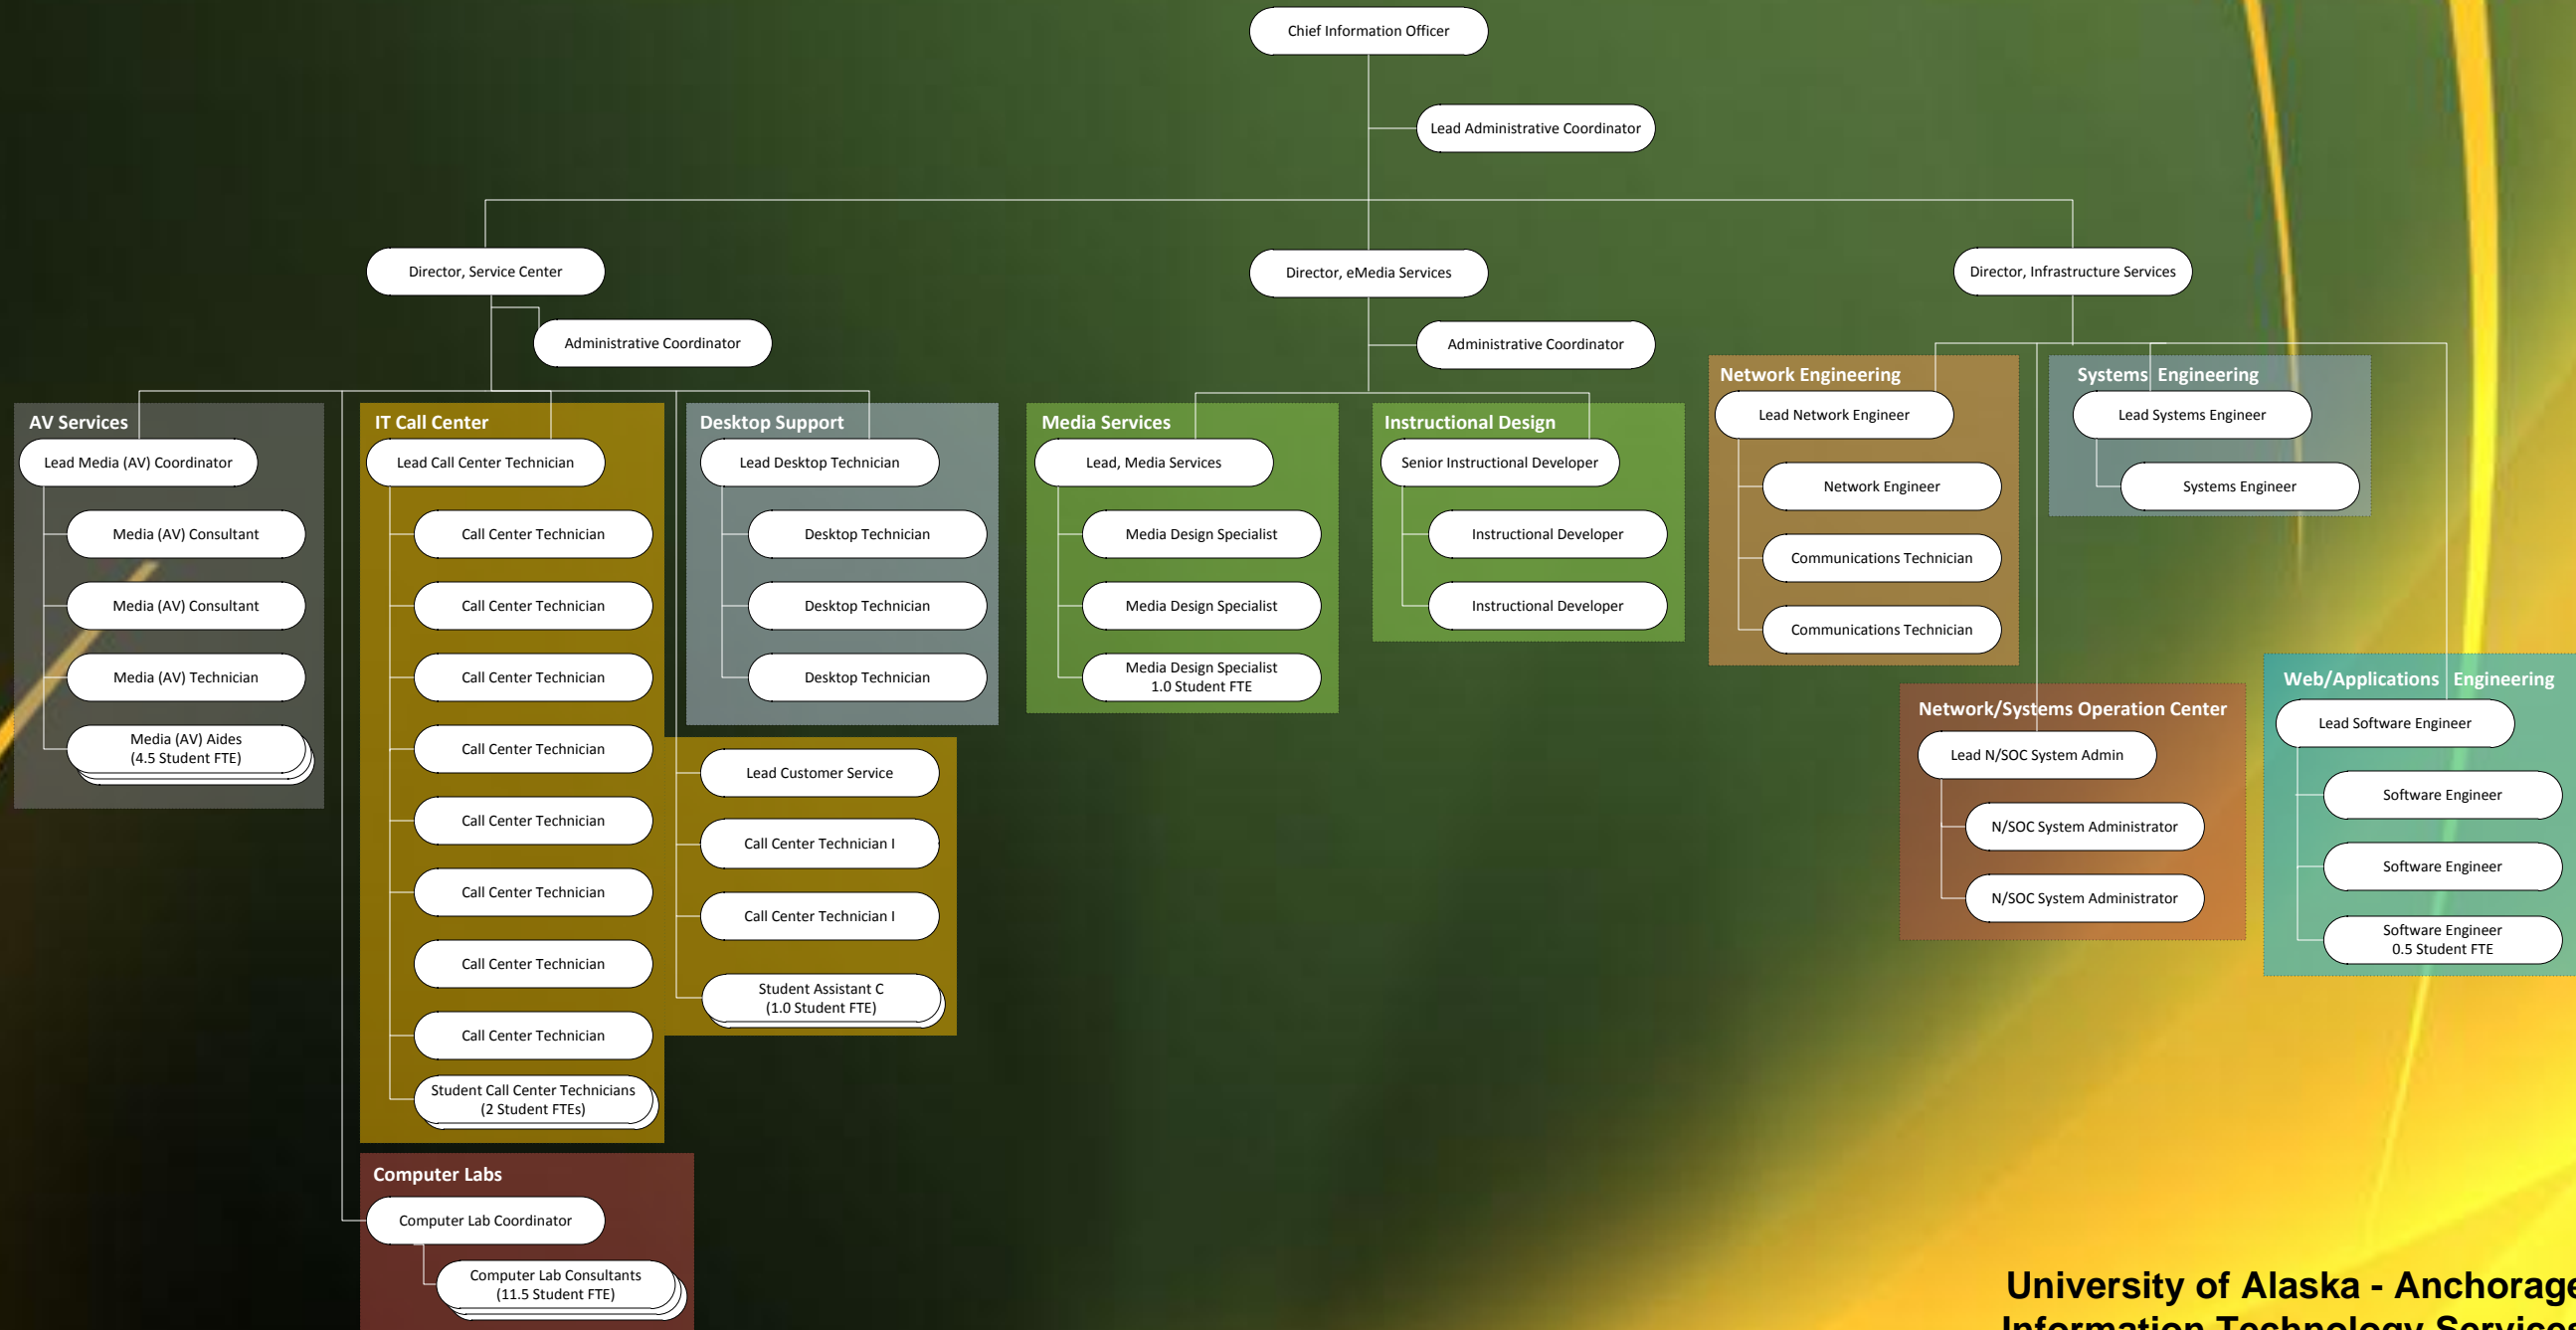 Chief Information Officer
Lead Administrative Coordinator
Director, Service Center
Administrative Coordinator
Director, eMedia Services
Administrative Coordinator
Director, Infrastructure Services
AV Services
Lead Media (AV) Coordinator
Media (AV) Consultant
Media (AV) Consultant
Media (AV) Technician
Media (AV) Aides
(4.5 Student FTE)
IT Call Center
Lead Call Center Technician
Call Center Technician
Call Center Technician
Call Center Technician
Call Center Technician
Call Center Technician
Call Center Technician
Call Center Technician
Call Center Technician
Student Call Center Technicians
(2 Student FTEs)
Desktop Support
Lead Desktop Technician
Desktop Technician
Desktop Technician
Desktop Technician
Lead Customer Service
Call Center Technician I
Call Center Technician I
Student Assistant C
(1.0 Student FTE)
Computer Labs
Computer Lab Coordinator
Computer Lab Consultants
(11.5 Student FTE)
Media Services
Lead, Media Services
Media Design Specialist
Media Design Specialist
Media Design Specialist
1.0 Student FTE
Instructional Design
Senior Instructional Developer
Instructional Developer
Instructional Developer
Network Engineering
Lead Network Engineer
Network Engineer
Communications Technician
Communications Technician
Systems Engineering
Lead Systems Engineer
Systems Engineer
Network/Systems Operation Center
Lead N/SOC System Admin
N/SOC System Administrator
N/SOC System Administrator
Web/Applications Engineering
Lead Software Engineer
Software Engineer
Software Engineer
Software Engineer
0.5 Student FTE
University of Alaska - Anchorage
Information Technology Services